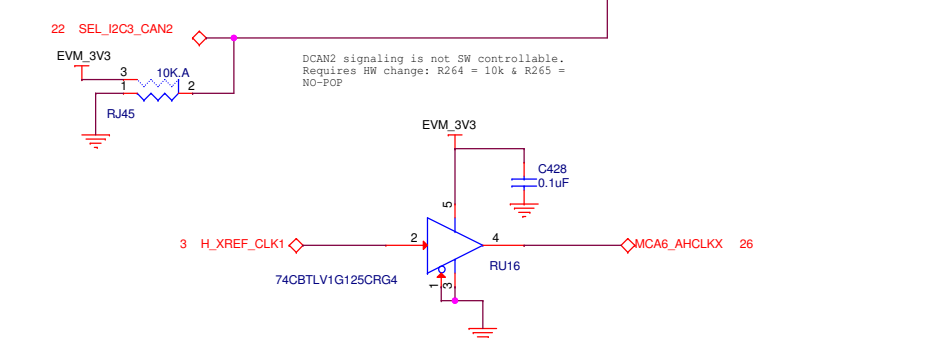 22 SEL_I2C3_CAN2
EVM_3V3
DCAN2 signaling is not SW controllable.
Requires HW change: R264 = 10k & R265 =
NO-POP
3 10K.A
1 2
RJ45
EVM_3V3
C428
0.1uF
5
3 H_XREF_CLK1 2 4 MCA6_AHCLKX 26
RU16
74CBTLV1G125CRG4
1 3